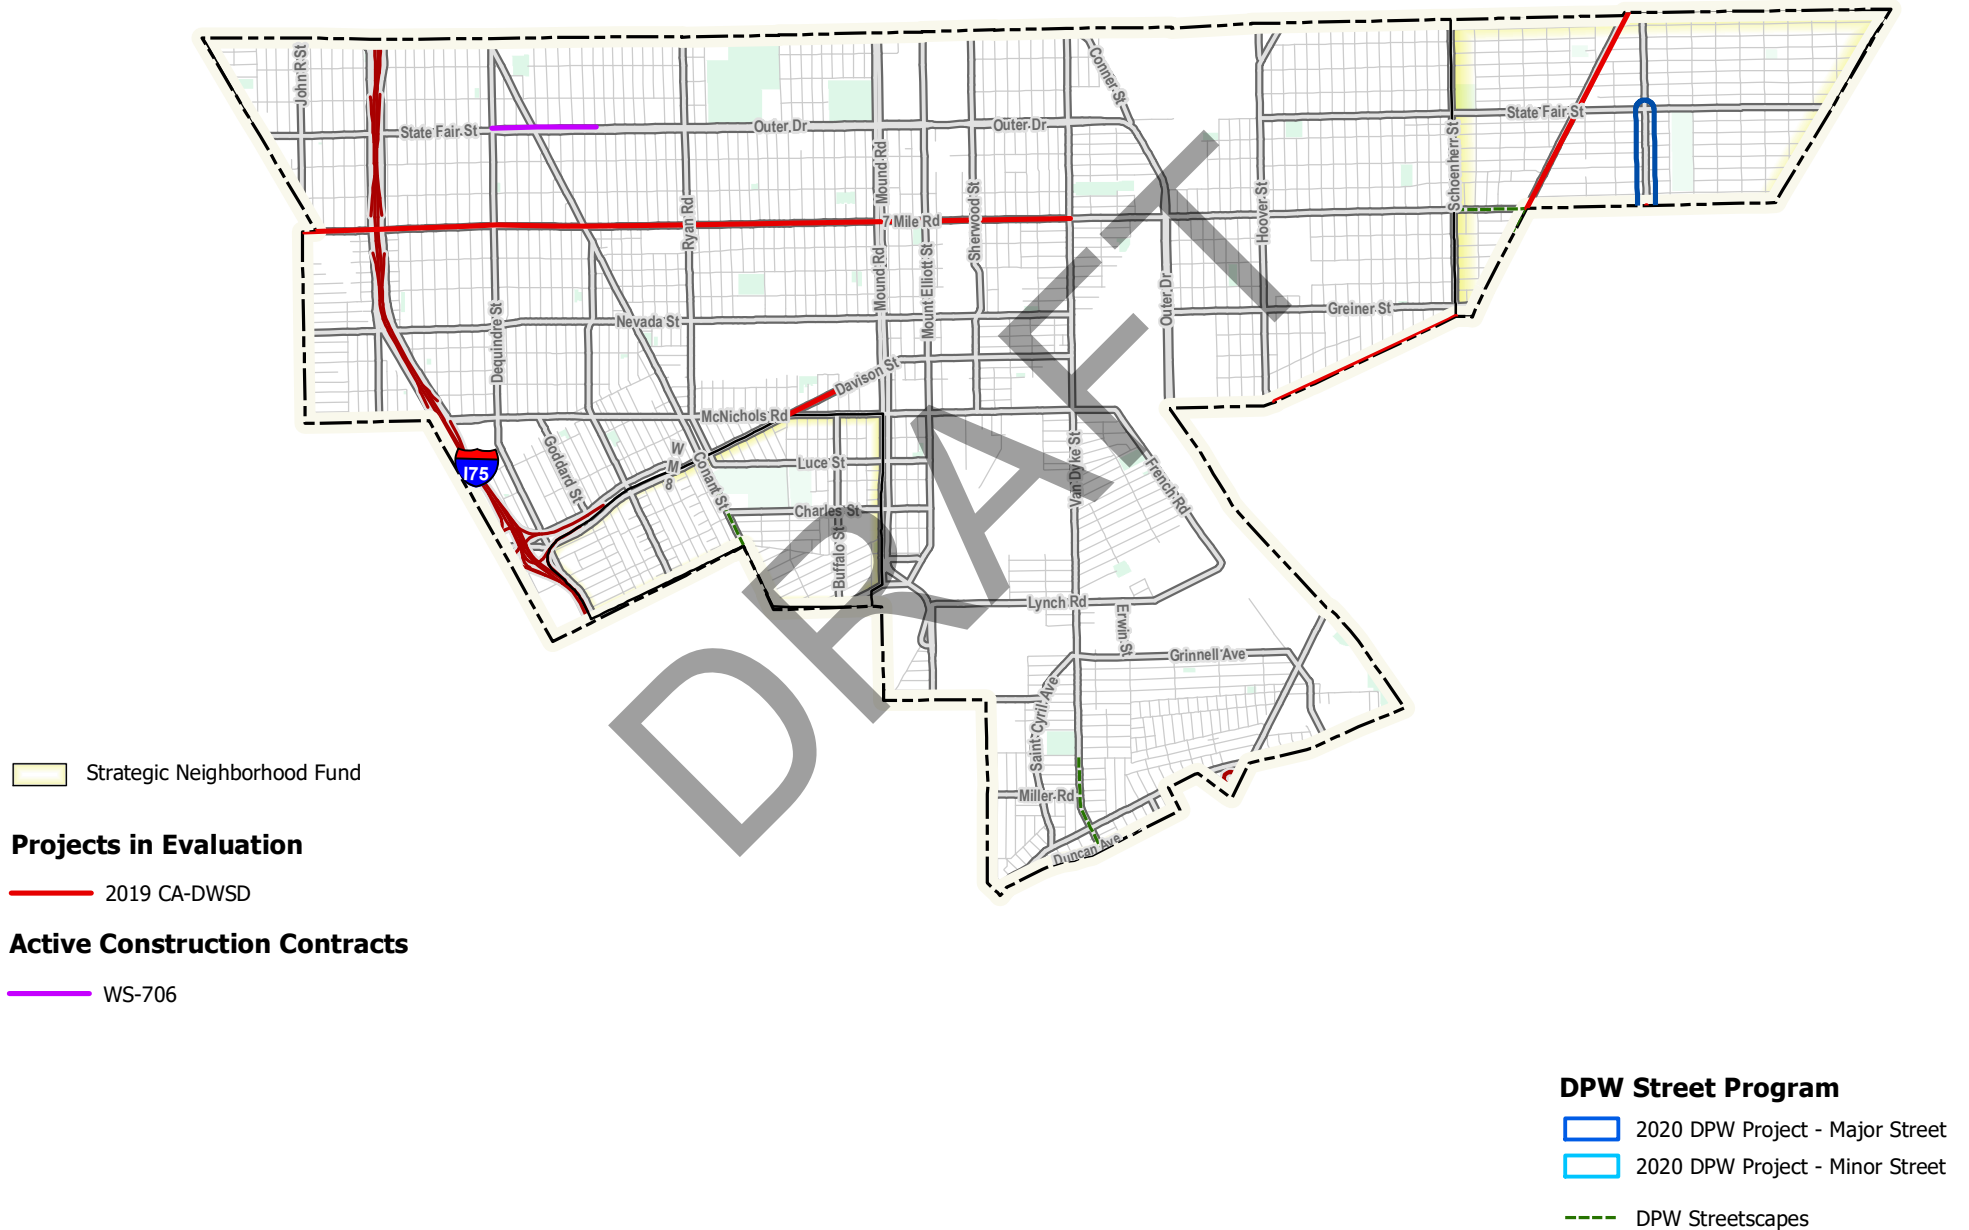 John R St
Conner St
State Fair St
Outer Dr
Outer Dr
State Fair St
Mound Rd
Schoenherr St
Sherwood St
Hoover St
Ryan Rd
7 Mile Rd
Mound Rd
Mount Elliott St
Outer Dr
Dequindre St
Nevada St
Greiner St
Davison St
McNichols Rd
W
M
8
Goddard St
Conant St
Luce St
I75
Van Dyke St
French Rd
Charles St
Buffalo St
DRAFT
Lynch Rd
Erwin St
Grinnell Ave
Saint Cyril Ave
Miller Rd
Duncan Ave
Strategic Neighborhood Fund
Projects in Evaluation
2019 CA-DWSD
Active Construction Contracts
WS-706
DPW Street Program
2020 DPW Project - Major Street
2020 DPW Project - Minor Street
DPW Streetscapes